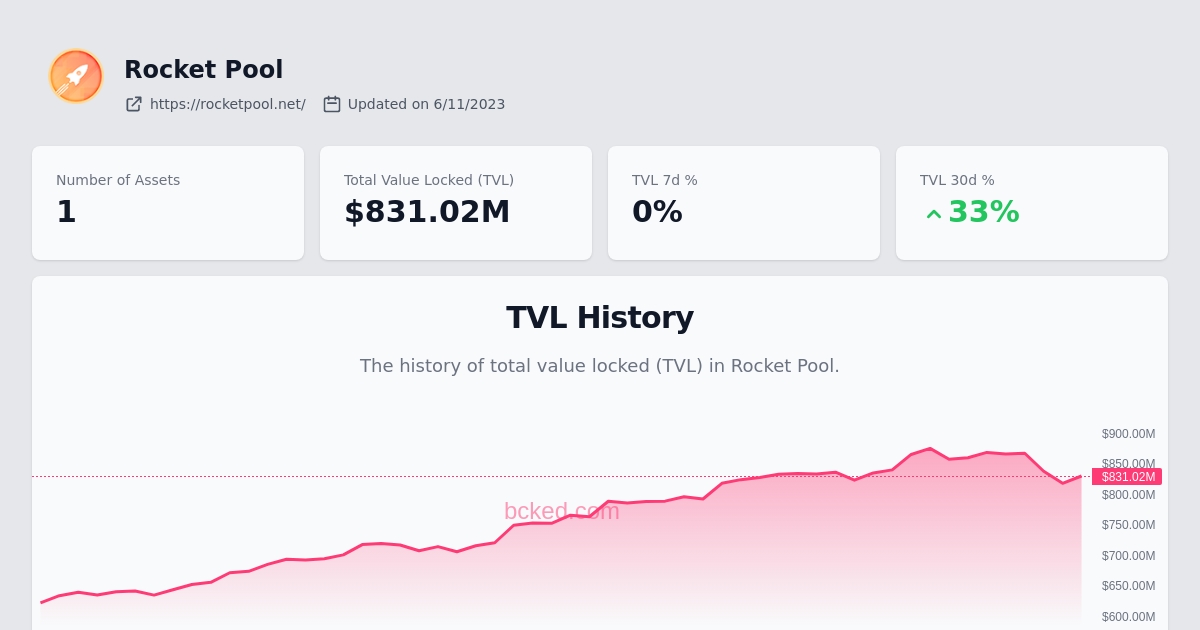 Rocket Pool
https://rocketpool.net/ Updated on 6/11/2023
Number of Assets
1
Total Value Locked (TVL)
$831.02M
TVL 7d %
0%
TVL 30d %
33%
TVL History
The history of total value locked (TVL) in Rocket Pool.
$900.00M
$850.00M
$831.02M
$800.00M
bcked.com
$750.00M
$700.00M
$650.00M
$600.00M